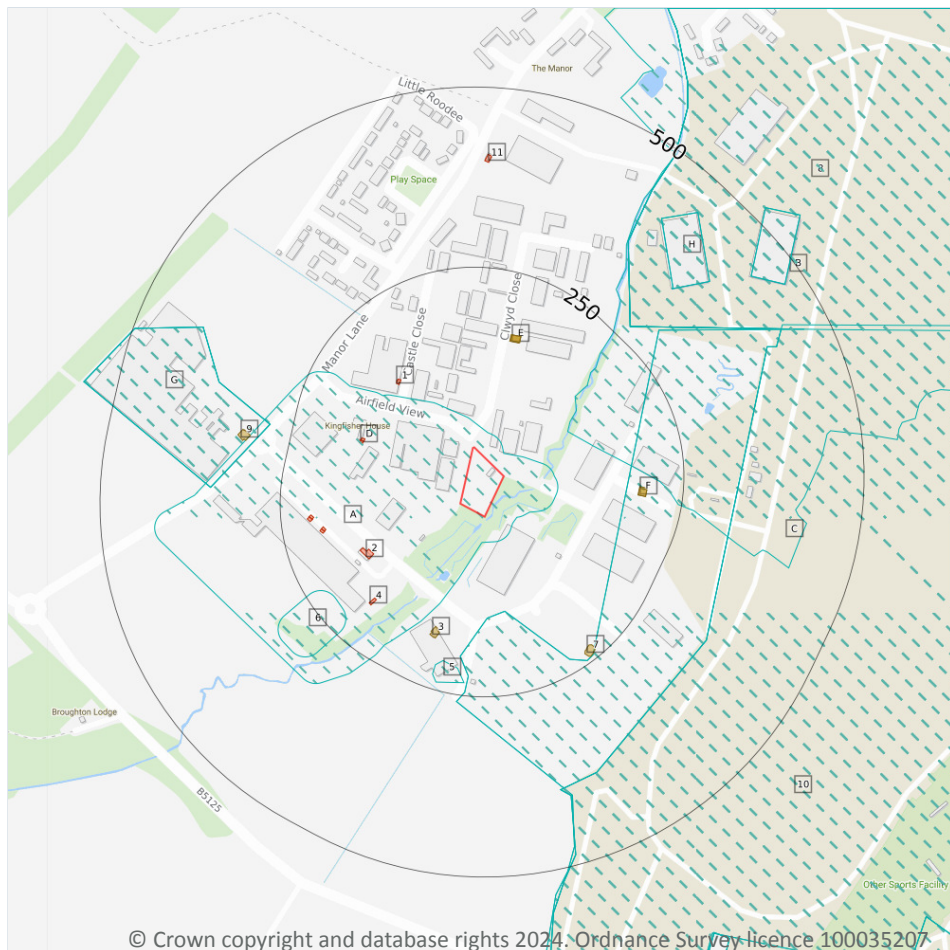 The Manor
Little Roodee
500
11
Play Space
a
H
B
250
Clwyd Close
E
Manor Lane
Castle Close
1
G
Airfield View
Kingfisher House
D
9
F
A
C
2
4
6
3
7
5
Broughton Lodge
10
B5125
Other Sports Facility
© Crown copyright and database rights 2024. Ordnance Survey licence 100035207.